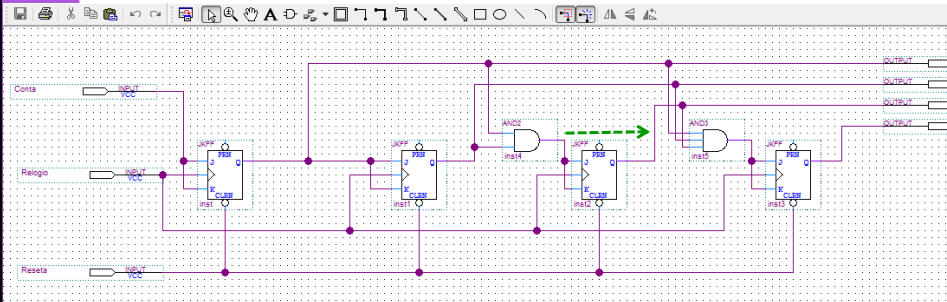 OUTPUT
OUTPUT
OUTPUT
OUTPUT
Conta INPUT
VCC
AND2
inst4
AND3
inst5
JKFF JKFF JKFF JKFF
PRN PRN PRN PRN
J Q J Q J Q J Q
Relogio INPUT
VCC
K K K K
CLRN CLRN CLRN CLRN
inst inst1 inst2 inst3
Reseta INPUT
VCC